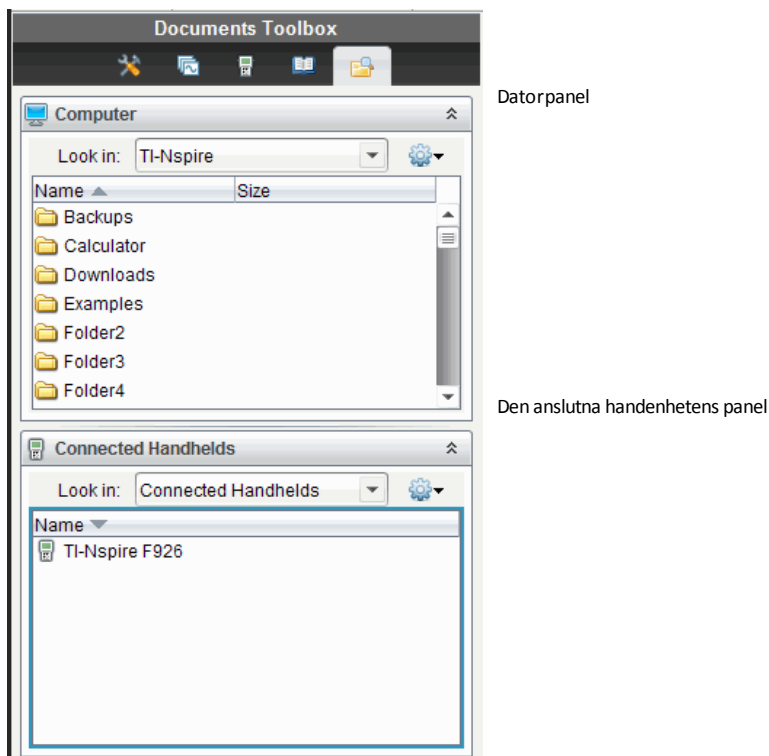 Documents Toolbox
Computer
Datorpanel
Look in: TI-Nspire
Name Size
Backups
Calculator
Downloads
Examples
Folder2
Folder3
Folder4
Den anslutna handenhetens panel
Connected Handhelds
Look in: Connected Handhelds
Name
TI-Nspire F926